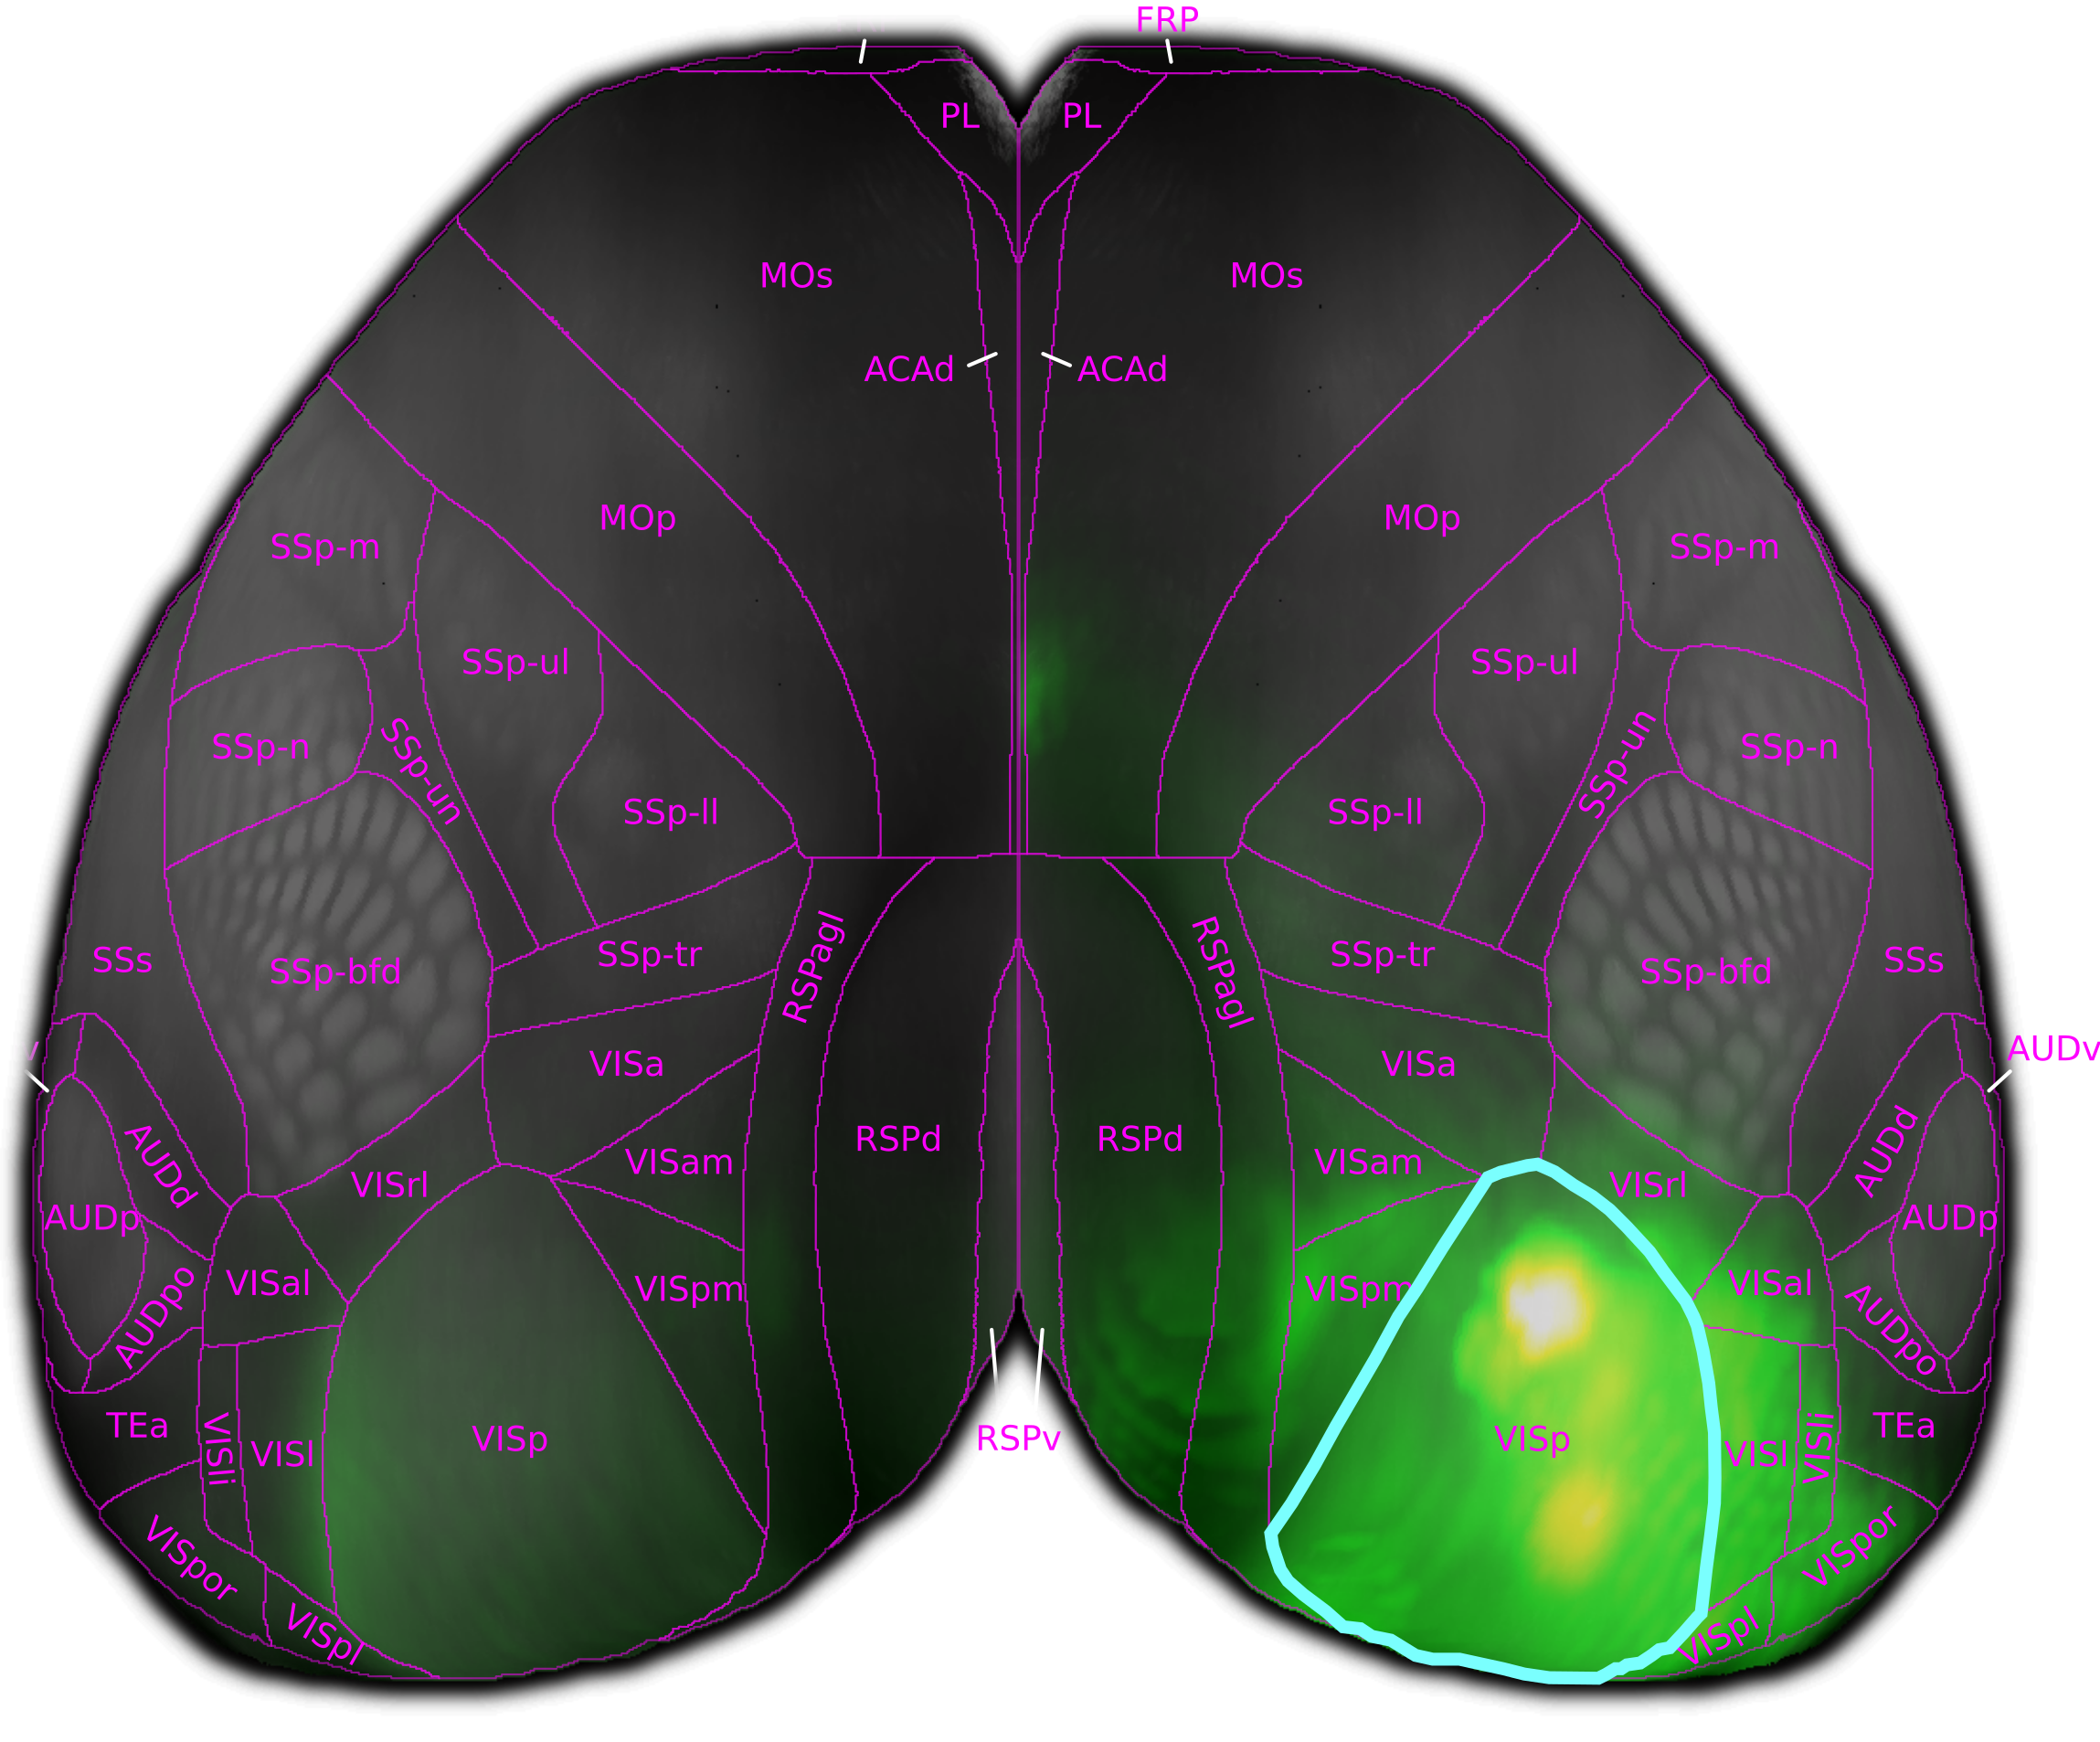 FRP
PL PL
MOs MOs
ACAd ACAd
MOp MOp
SSp-m SSp-m
SSp-ul SSp-ul
SSp-n SSp-n
SSp-un SSp-un
SSp-ll SSp-ll
SSp-tr SSp-tr
SSs SSs
SSp-bfd SSp-bfd
RSPagl RSPagl
AUDv
VISa VISa
RSPd RSPd
AUDd AUDd
VISam VISam
VISrl VISrl
AUDp AUDp
VISal VISal
VISpm VISpm
AUDpo AUDpo
TEa TEa
VISli VISli
VISl VISl
VISp VISp
RSPv
VISpor VISpor
VISpl VISpl